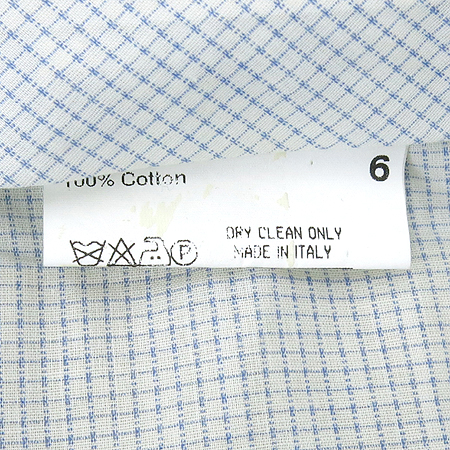 100% Cotton
6
DRY CLEAN ONLY
MADE IN ITALY
P